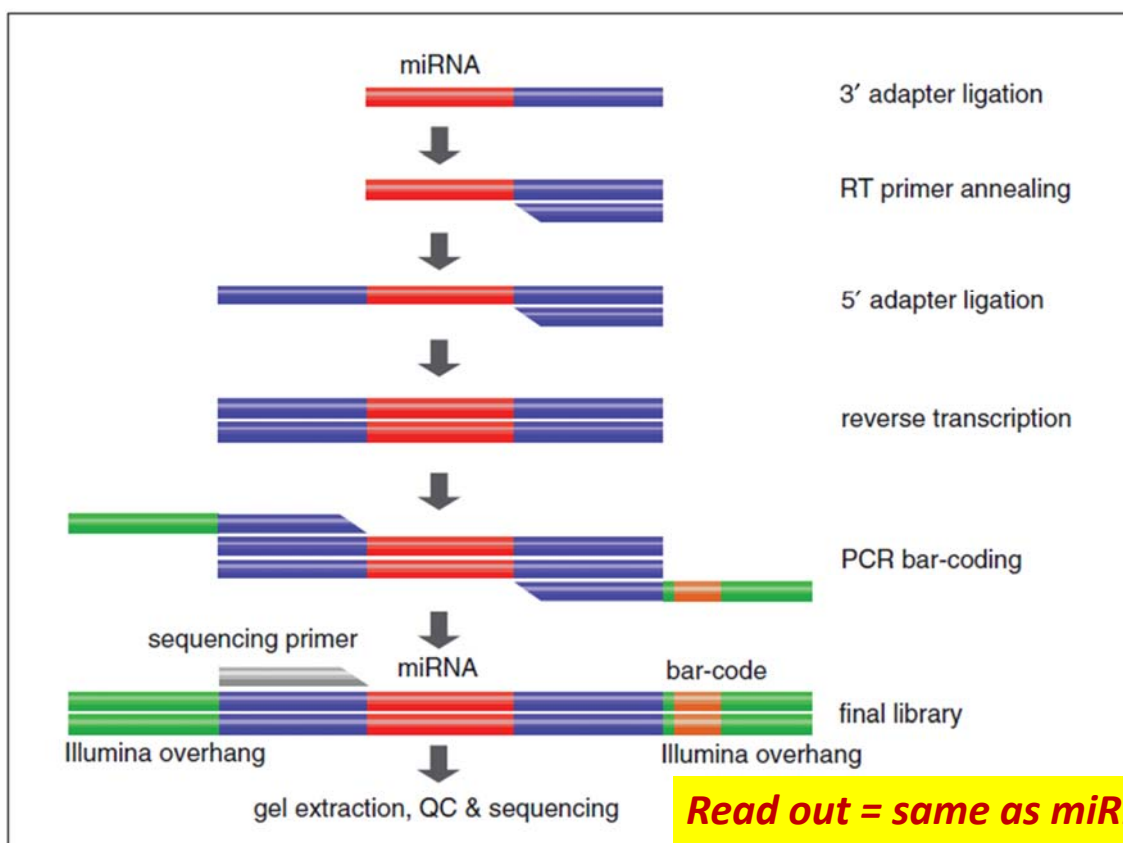 miRNA
3′ adapter ligation
RT primer annealing
5′ adapter ligation
reverse transcription
PCR bar-coding
sequencing primer
miRNA
bar-code
final library
Illumina overhang
Illumina overhang
gel extraction, QC & sequencing
Read out = same as miR